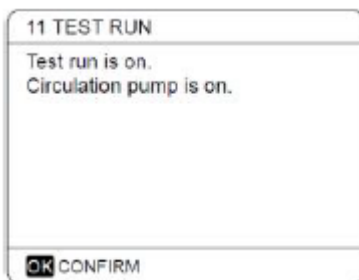 11 TEST RUN
Test run is on.
Circulation pump is on.
OK CONFIRM